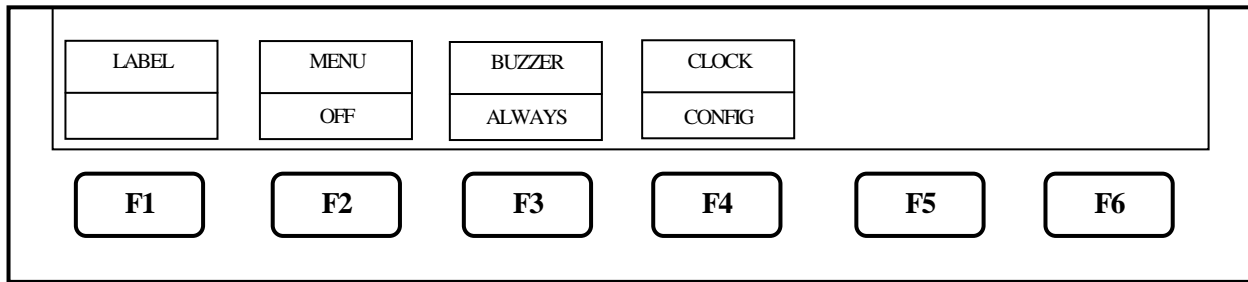 LABEL MENU BUZZER CLOCK
OFF ALWAYS CONFIG
F1 F2 F3 F4 F5 F6